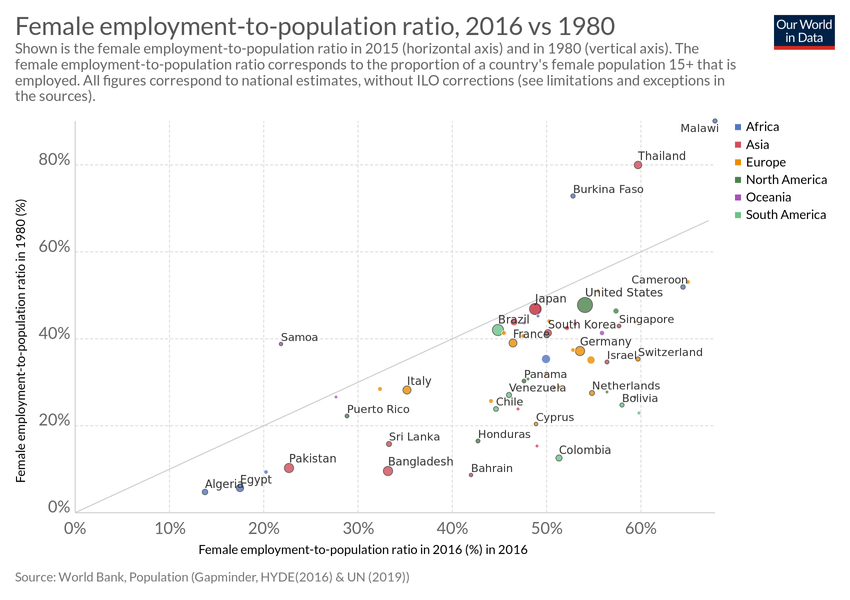 Female employment-to-population ratio, 2016 vs 1980
Our World
in Data
Shown is the female employment-to-population ratio in 2015 (horizontal axis) and in 1980 (vertical axis). The
female employment-to-population ratio corresponds to the proportion of a country's female population 15+ that is
employed. All figures correspond to national estimates, without ILO corrections (see limitations and exceptions in
the sources).
Malawi
Africa
Asia
Europe
North America
Oceania
South America
80%
Thailand
Burkina Faso
60%
Cameroon
United States
Japan
Brazil
South Korea
Singapore
40%
Samoa
France
Germany
Israel
Switzerland
Panama
Italy
Venezuela
Netherlands
Chile
Bolivia
Puerto Rico
20%
Cyprus
Sri Lanka
Honduras
Pakistan
Bangladesh
Colombia
Bahrain
Algeria
Egypt
0%
0%
10%
20%
30%
40%
50%
60%
Female employment-to-population ratio in 1980 (%)
Female employment-to-population ratio in 2016 (%) in 2016
Source: World Bank, Population (Gapminder, HYDE(2016) & UN (2019))